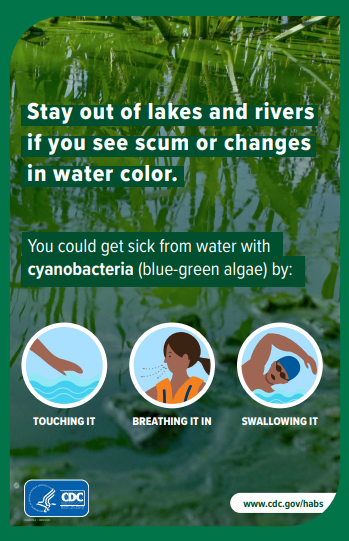 Stay out of lakes and rivers
if you see scum or changes
in water color.
You could get sick from water with
cyanobacteria (blue-green algae) by:
TOUCHING IT
BREATHING IT IN
SWALLOWING IT
CDC
www.cdc.gov/habs